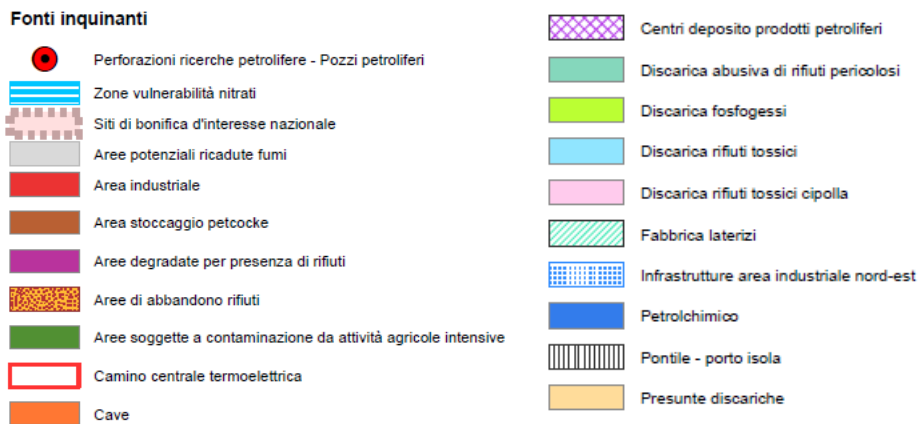 Fonti inquinanti
Perforazioni ricerche petrolifere - Pozzi petroliferi
Zone vulnerabilità nitrati
Siti di bonifica d'interesse nazionale
Aree potenziali ricadute fumi
Area industriale
Area stoccaggio petcocke
Aree degradate per presenza di rifiuti
Aree di abbandono rifiuti
Aree soggette a contaminazione da attività agricole intensive
Camino centrale termoelettrica
Cave
Centri deposito prodotti petroliferi
Discarica abusiva di rifiuti pericolosi
Discarica fosfogessi
Discarica rifiuti tossici
Discarica rifiuti tossici cipolla
Fabbrica laterizi
Infrastrutture area industriale nord-est
Petrolchimico
Pontile - porto isola
Presunte discariche